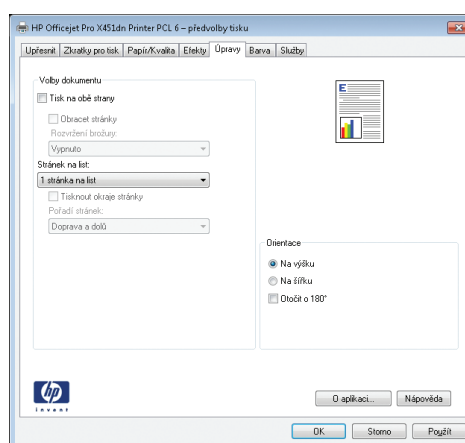 HP Officejet Pro X451dn Printer PCL 6 – předvolby tisku
Upřesnit Zkratky pro tisk Papír/Kvalita Efekty Úpravy Barva Služby
Volby dokumentu
Tisk na obě strany
Obracet stránky
Rozvržení brožury:
Vypnuto
Stránek na list:
1 stránka na list
Tisknout okraje stránky
Pořadí stránek:
Doprava a dolů
E
Orientace
Na výšku
Na šířku
Otočit o 180°
hp
invent
O aplikaci... Nápověda
OK Storno Použít